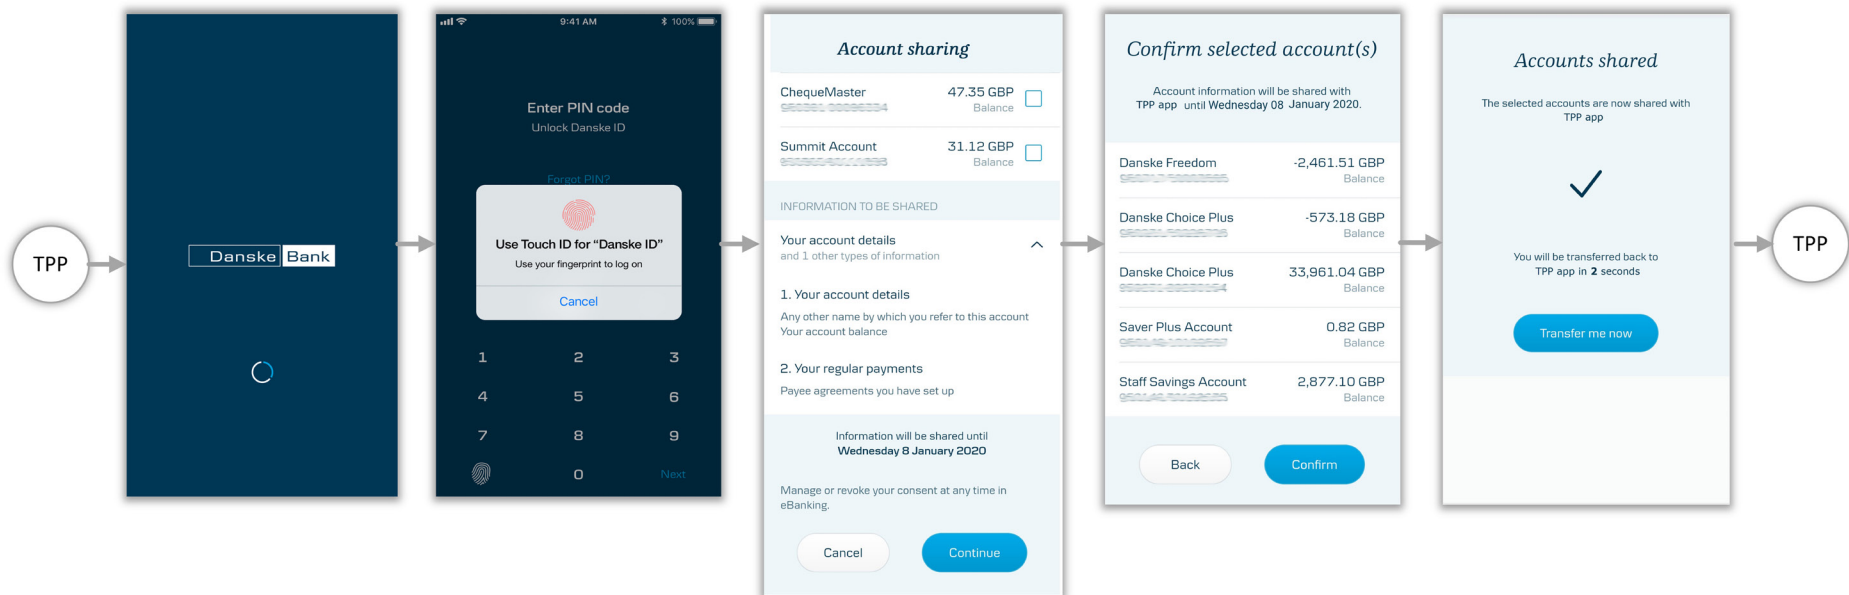 TPP
Danske Bank
9:41 AM
100%
Enter PIN code
Unlock Danske ID
Forgot PIN?
Use Touch ID for “Danske ID”
Use your fingerprint to log on
Cancel
1 2 3
4 5 6
7 8 9
0 Next
Account sharing
ChequeMaster 47.35 GBP
Balance
Summit Account 31.12 GBP
Balance
INFORMATION TO BE SHARED
Your account details
and 1 other types of information
1. Your account details
Any other name by which you refer to this account
Your account balance
2. Your regular payments
Payee agreements you have set up
Information will be shared until
Wednesday 8 January 2020
Manage or revoke your consent at any time in
eBanking.
Cancel Continue
Confirm selected account(s)
Account information will be shared with
TPP app until Wednesday 08 January 2020.
Danske Freedom -2,461.51 GBP
Balance
Danske Choice Plus -573.18 GBP
Balance
Danske Choice Plus 33,961.04 GBP
Balance
Saver Plus Account 0.82 GBP
Balance
Staff Savings Account 2,877.10 GBP
Balance
Back Confirm
Accounts shared
The selected accounts are now shared with
TPP app
You will be transferred back to
TPP app in 2 seconds
Transfer me now
TPP